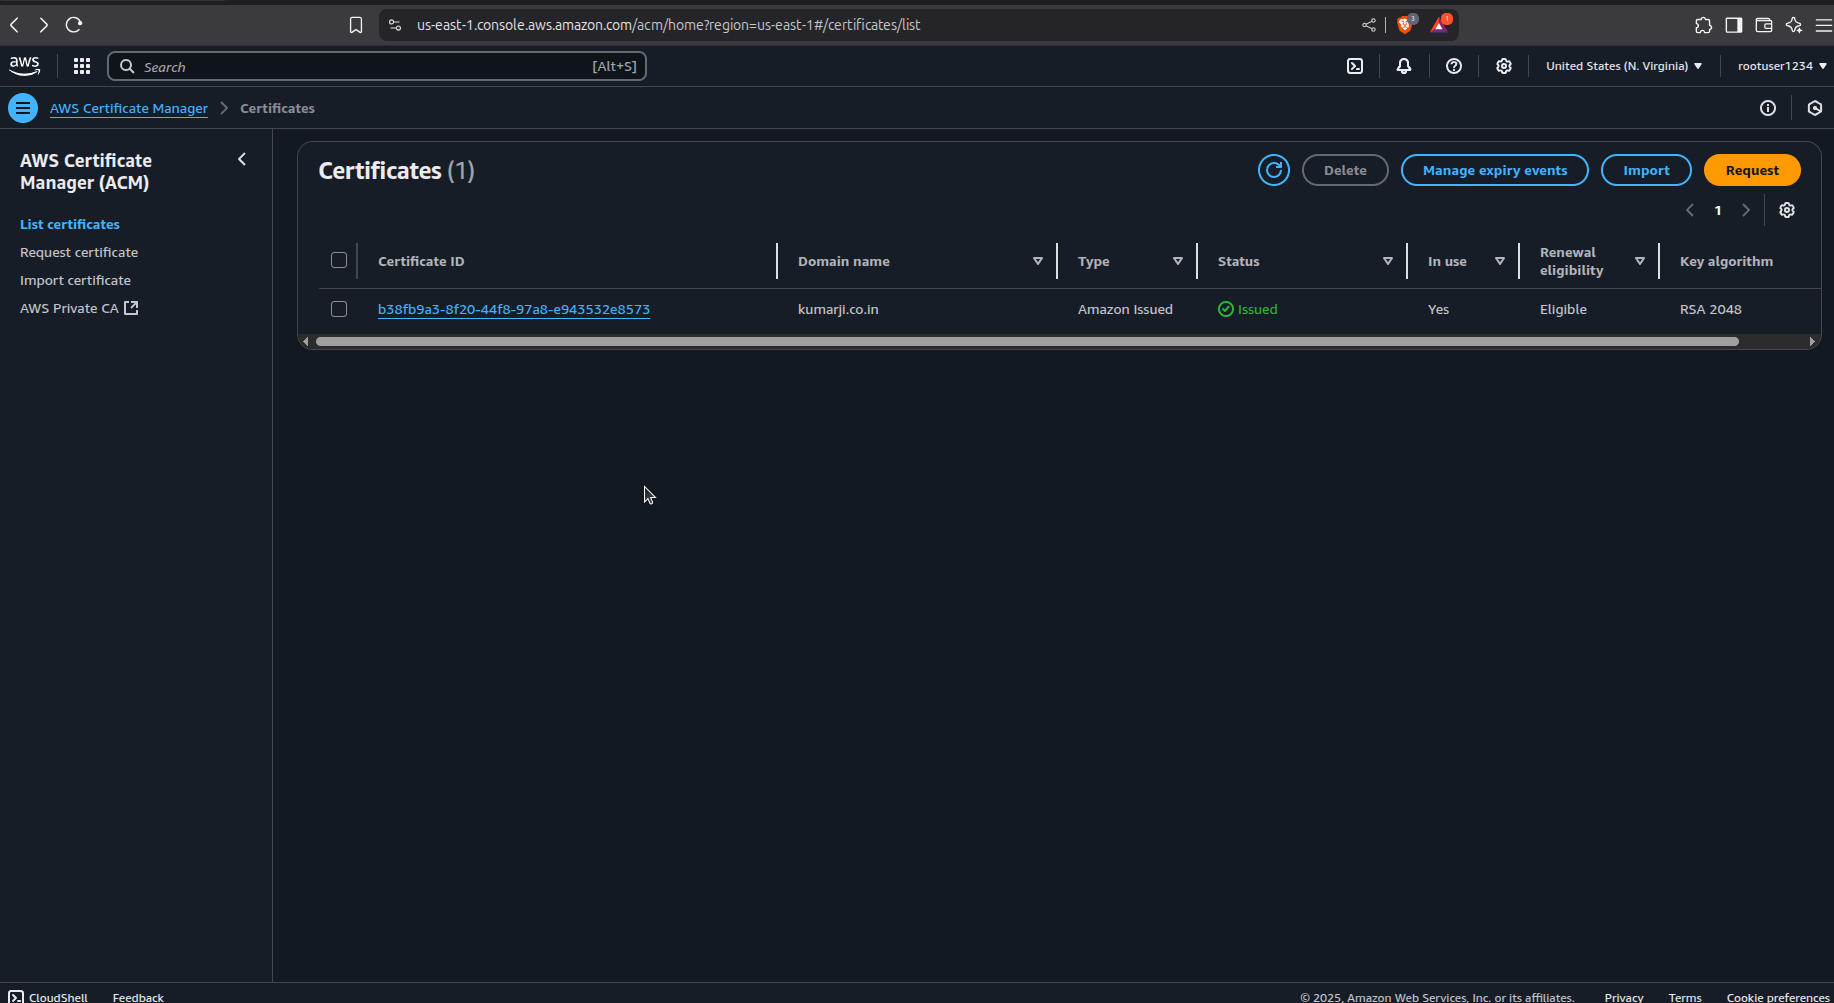 us-east-1.console.aws.amazon.com/acm/home?region=us-east-1#/certificates/list
3
1
aws
Search
[Alt+S]
United States (N. Virginia)
rootuser1234
AWS Certificate Manager
Certificates
AWS Certificate
Manager (ACM)
List certificates
Request certificate
Import certificate
AWS Private CA
Certificates (1)
Delete
Manage expiry events
Import
Request
1
Certificate ID
Domain name
Type
Status
In use
Renewal
eligibility
Key algorithm
b38fb9a3-8f20-44f8-97a8-e943532e8573
kumarji.co.in
Amazon Issued
Issued
Yes
Eligible
RSA 2048
CloudShell
Feedback
© 2025, Amazon Web Services, Inc. or its affiliates.
Privacy
Terms
Cookie preferences